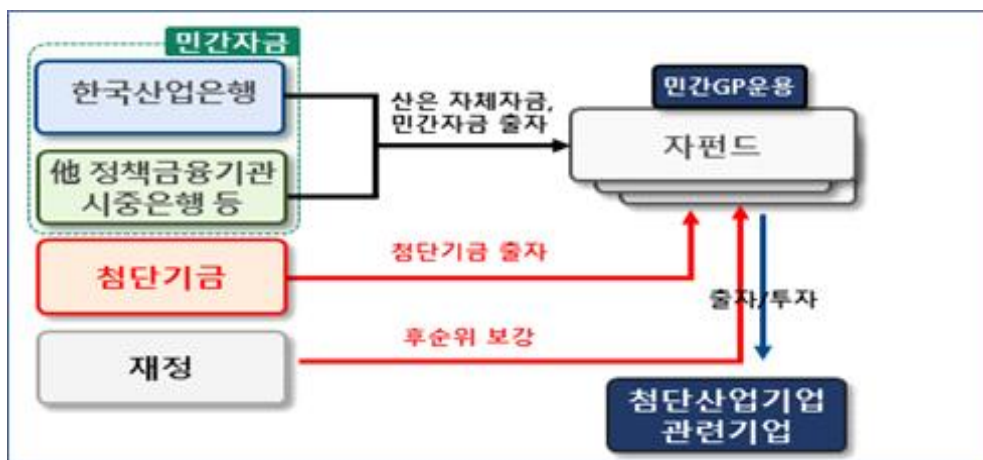 민간자금
한국산업은행
산은 자체자금,
민간자금 출자
민간GP운용
자펀드
他 정책금융기관
시중은행 등
첨단기금
첨단기금 출자
출자/투자
재정
후순위 보강
첨단산업기업
관련기업